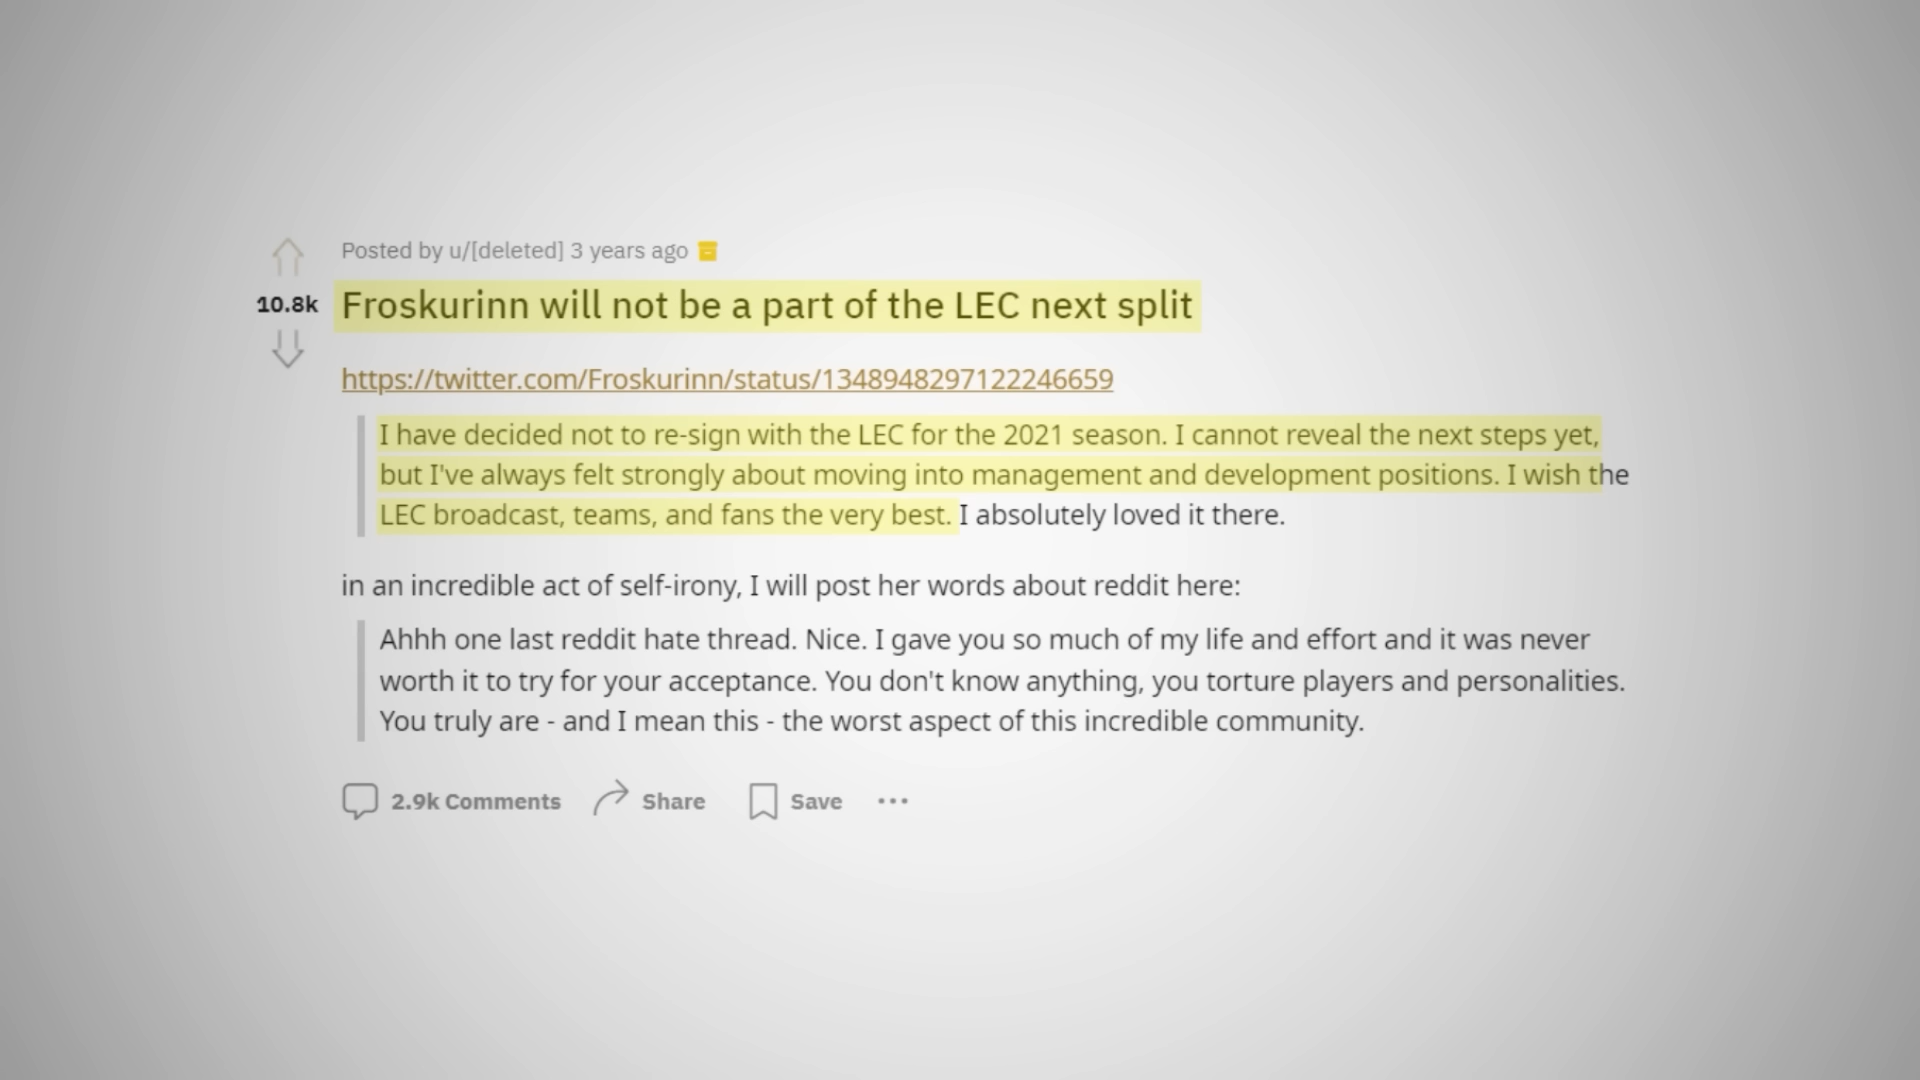 Posted by u/[deleted] 3 years ago
10.8k
Froskurinn will not be a part of the LEC next split
https://twitter.com/Froskurinn/status/1348948297122246659
I have decided not to re-sign with the LEC for the 2021 season. I cannot reveal the next steps yet,
but I've always felt strongly about moving into management and development positions. I wish the
LEC broadcast, teams, and fans the very best. I absolutely loved it there.
in an incredible act of self-irony, I will post her words about reddit here:
Ahhh one last reddit hate thread. Nice. I gave you so much of my life and effort and it was never
worth it to try for your acceptance. You don't know anything, you torture players and personalities.
You truly are - and I mean this - the worst aspect of this incredible community.
2.9k Comments Share Save